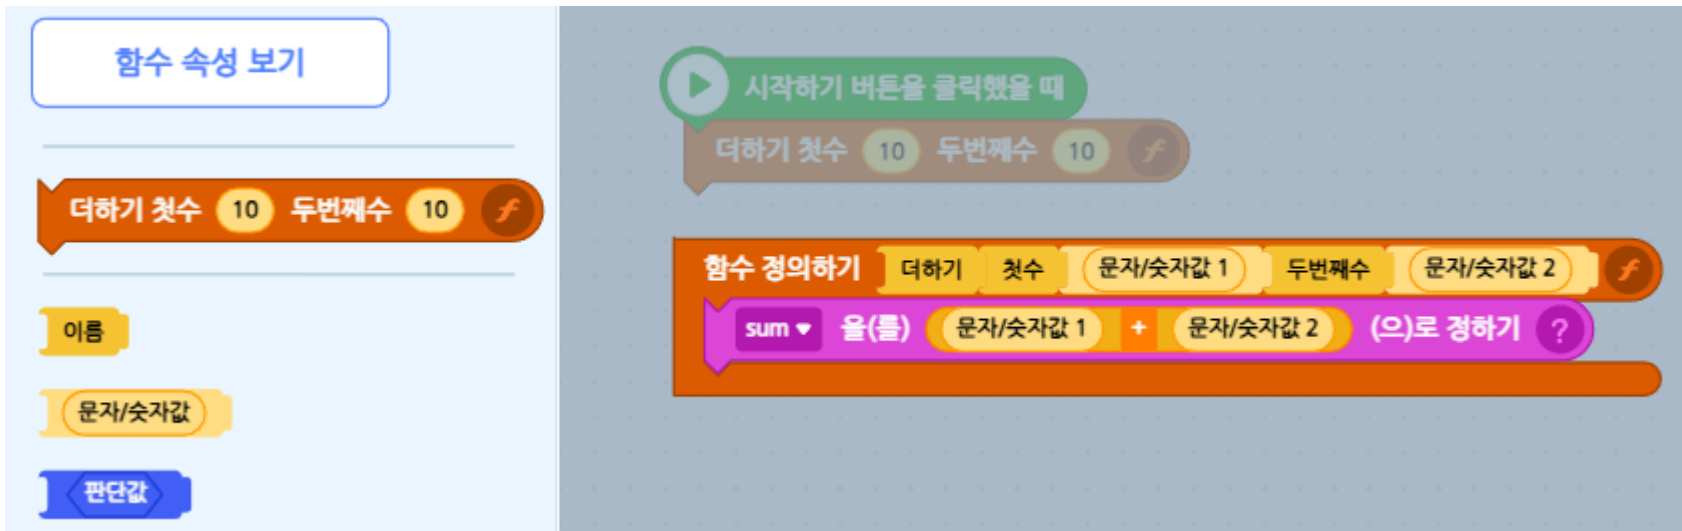 함수 속성 보기
더하기 첫수 10 두번째수 10
이름
문자/숫자값
판단값
시작하기 버튼을 클릭했을 때
더하기 첫수 10 두번째수 10
함수 정의하기 더하기 첫수 문자/숫자값 1 두번째수 문자/숫자값 2
sum ▼ 을(를) 문자/숫자값 1 + 문자/숫자값 2 (으)로 정하기 ?